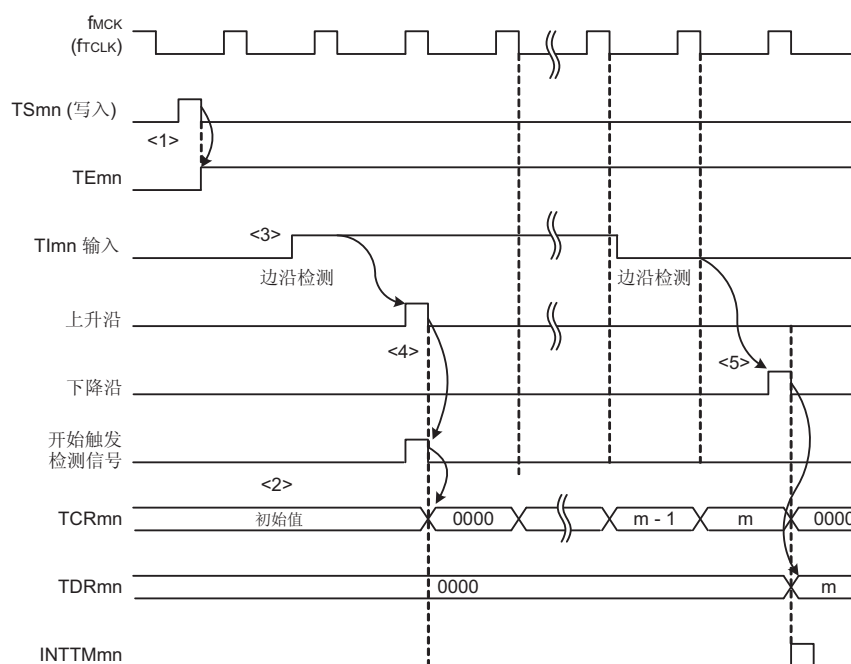 fMCK
(fTCLK)
TSmn (写入)
<1>
TEmn
TImn 输入
<3>
边沿检测
边沿检测
上升沿
<4>
<5>
下降沿
开始触发
检测信号
<2>
TCRmn
初始值
0000
m - 1
m
0000
TDRmn
0000
m
INTTMmn